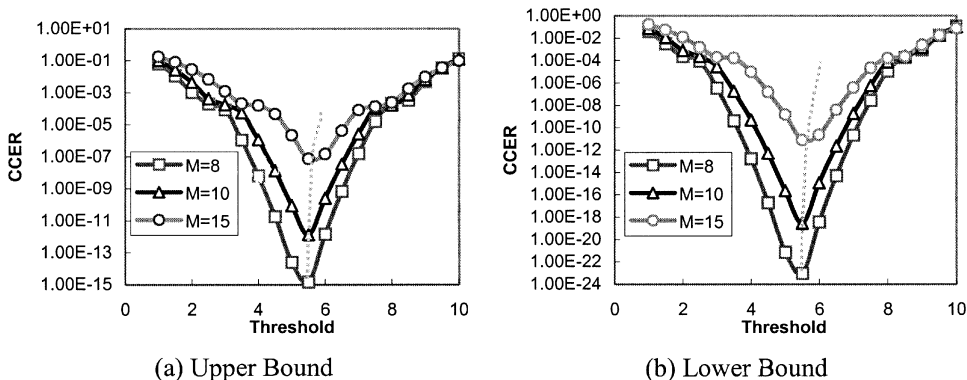 1.00E+01
1.00E-01
1.00E-03
1.00E-05
1.00E-07
1.00E-09
1.00E-11
1.00E-13
1.00E-15
CCER
M=8
M=10
M=15
0 2 4 6 8 10
Threshold
(a) Upper Bound
1.00E+00
1.00E-02
1.00E-04
1.00E-06
1.00E-08
1.00E-10
1.00E-12
1.00E-14
1.00E-16
1.00E-18
1.00E-20
1.00E-22
1.00E-24
CCER
M=8
M=10
M=15
0 2 4 6 8 10
Threshold
(b) Lower Bound